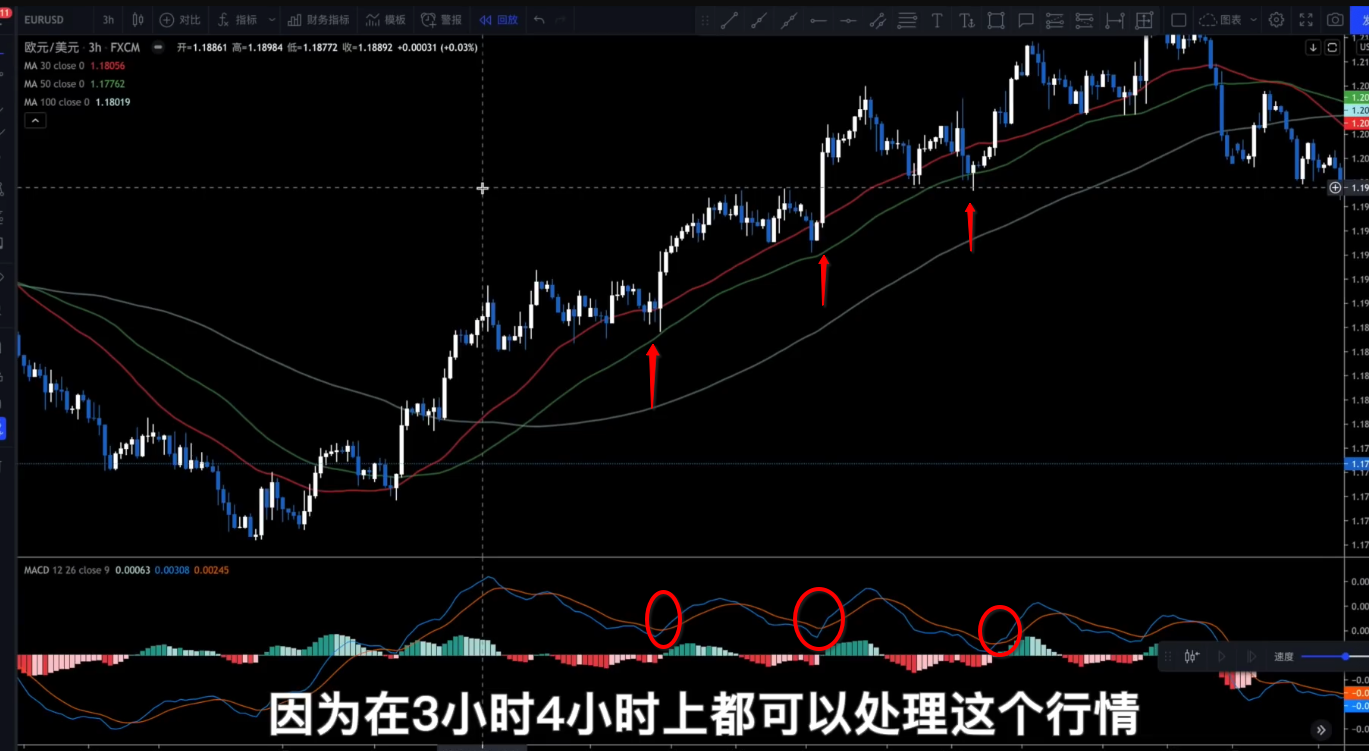 11
EURUSD 3h 对比 指标 财务指标 模板 警报 回放 T T 图表
欧元/美元 · 3h · FXCM 开=1.18861 高=1.18984 低=1.18772 收=1.18892 +0.00031 (+0.03%)
MA 30 close 0 1.18056
MA 50 close 0 1.17762
MA 100 close 0 1.18019
MACD 12 26 close 9 0.00063 0.00308 0.00245
速度
因为在3小时4小时上都可以处理这个行情